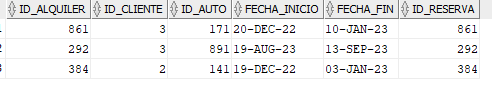 ID_ALQUILER ID_CLIENTE ID_AUTO FECHA_INICIO FECHA_FIN ID_RESERVA
861 3 171 20-DEC-22 10-JAN-23 861
292 3 891 19-AUG-23 13-SEP-23 292
384 2 141 19-DEC-22 03-JAN-23 384